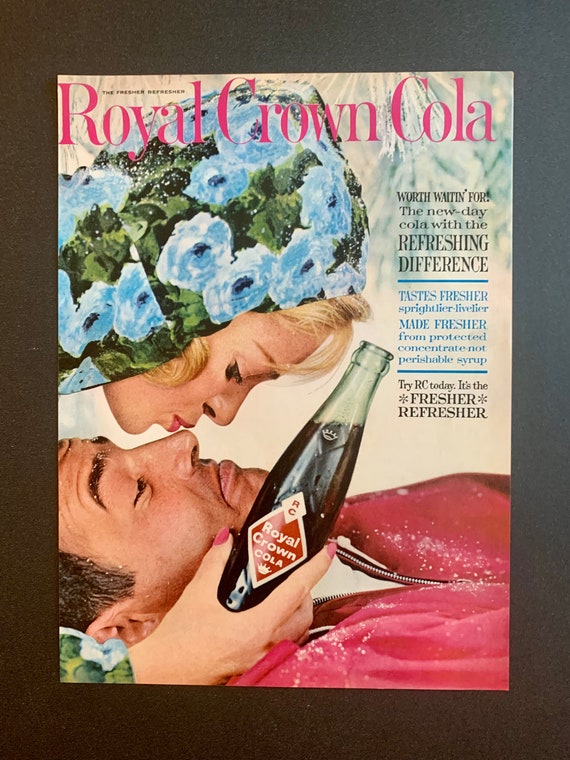 THE FRESHER REFRESHER
Royal Crown Cola
WORTH WAITIN' FOR!
The new-day
cola with the
REFRESHING
DIFFERENCE
TASTES FRESHER
sprightlier-livelier
MADE FRESHER
from protected
concentrate-not
perishable syrup
Try RC today. It's the
*FRESHER*
REFRESHER
RC
Royal
Crown
COLA